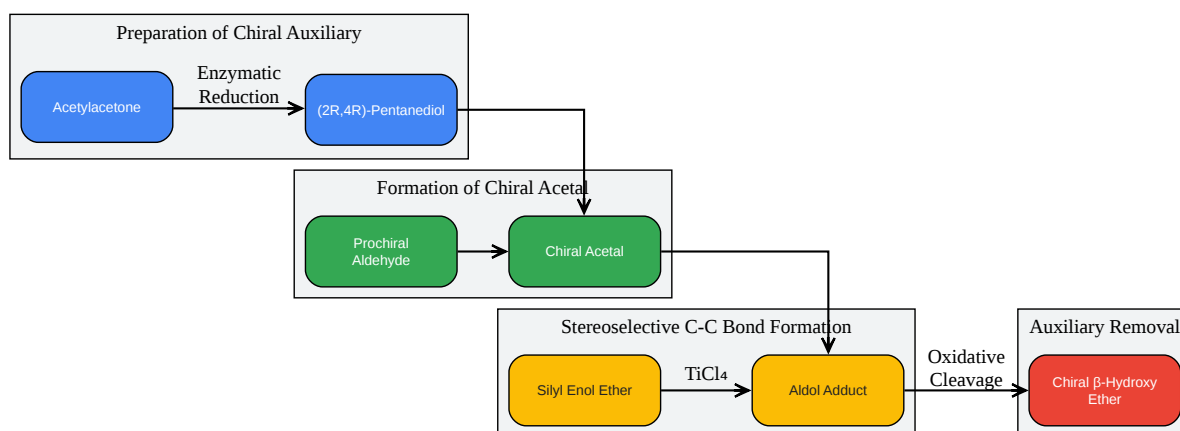 Preparation of Chiral Auxiliary
Enzymatic
Reduction
Acetylacetone
(2R,4R)-Pentanediol
Formation of Chiral Acetal
Prochiral
Aldehyde
Chiral Acetal
Stereoselective C-C Bond Formation
Silyl Enol Ether
TiCl₄
Aldol Adduct
Oxidative
Cleavage
Auxiliary Removal
Chiral β-Hydroxy
Ether